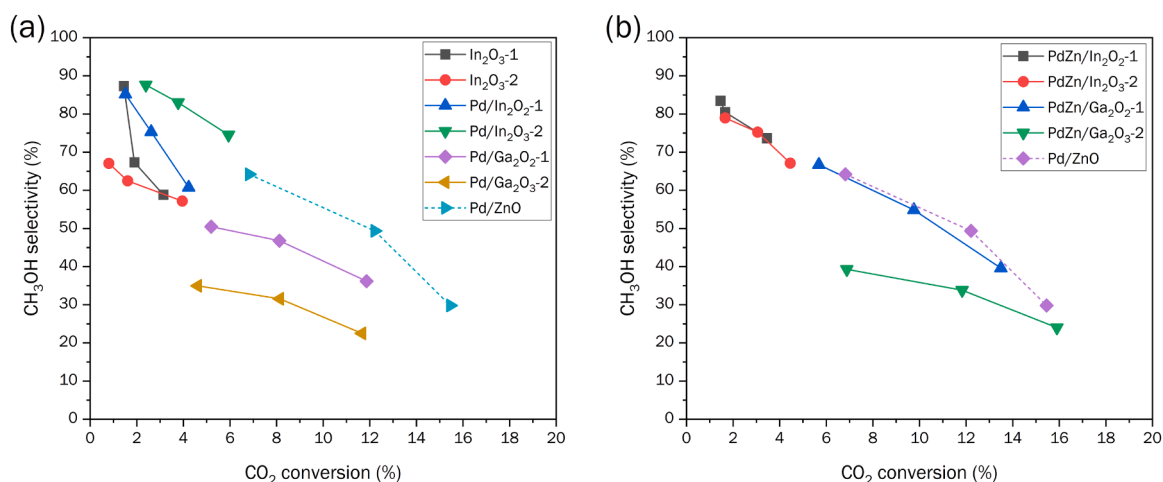 (a)
CH₃OH selectivity (%)
100
90
80
70
60
50
40
30
20
10
0
In₂O₃-1
In₂O₃-2
Pd/In₂O₂-1
Pd/In₂O₃-2
Pd/Ga₂O₂-1
Pd/Ga₂O₃-2
Pd/ZnO
0 2 4 6 8 10 12 14 16 18 20
CO₂ conversion (%)
(b)
CH₃OH selectivity (%)
100
90
80
70
60
50
40
30
20
10
0
PdZn/In₂O₂-1
PdZn/In₂O₃-2
PdZn/Ga₂O₂-1
PdZn/Ga₂O₃-2
Pd/ZnO
0 2 4 6 8 10 12 14 16 18 20
CO₂ conversion (%)